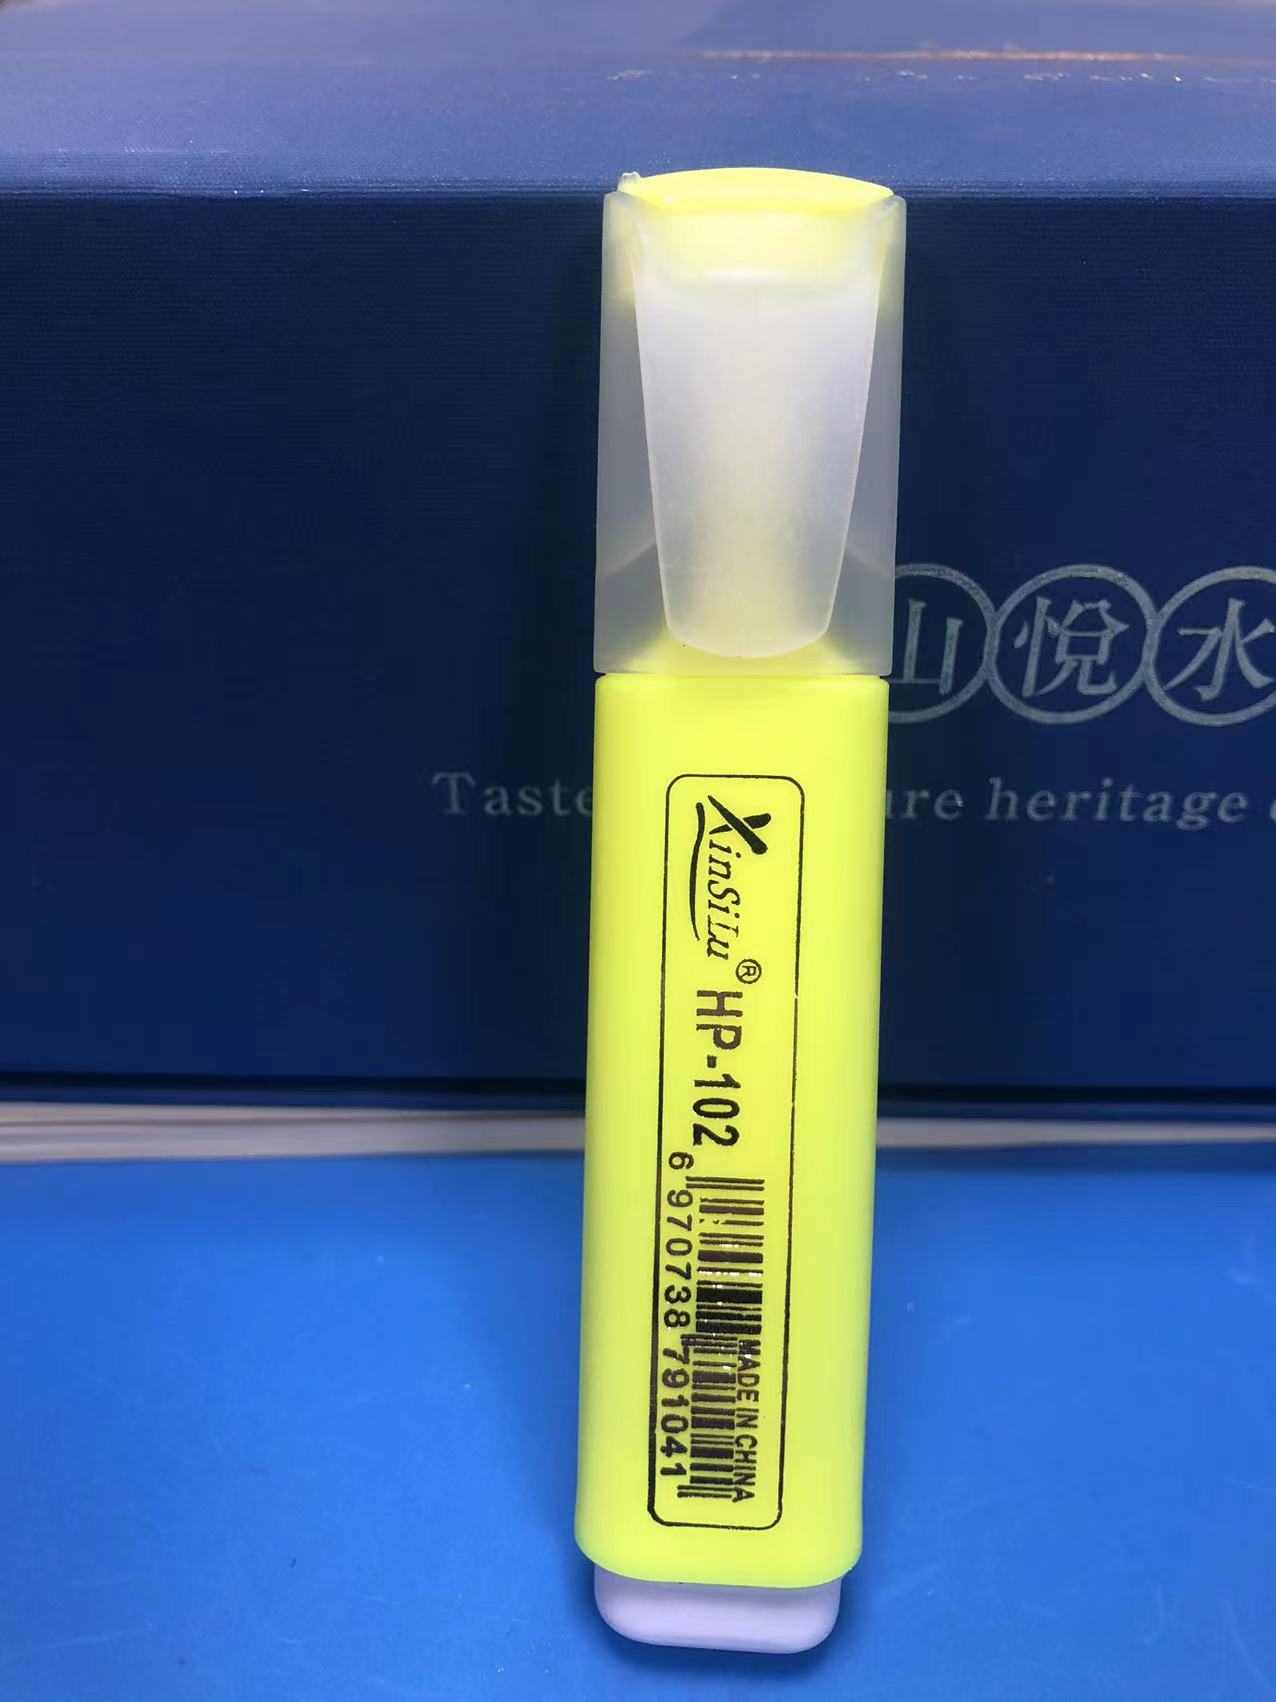 山悦水
Taste
ure heritage
XinSiLu® HP-102
6 970738 791041
MADE IN CHINA